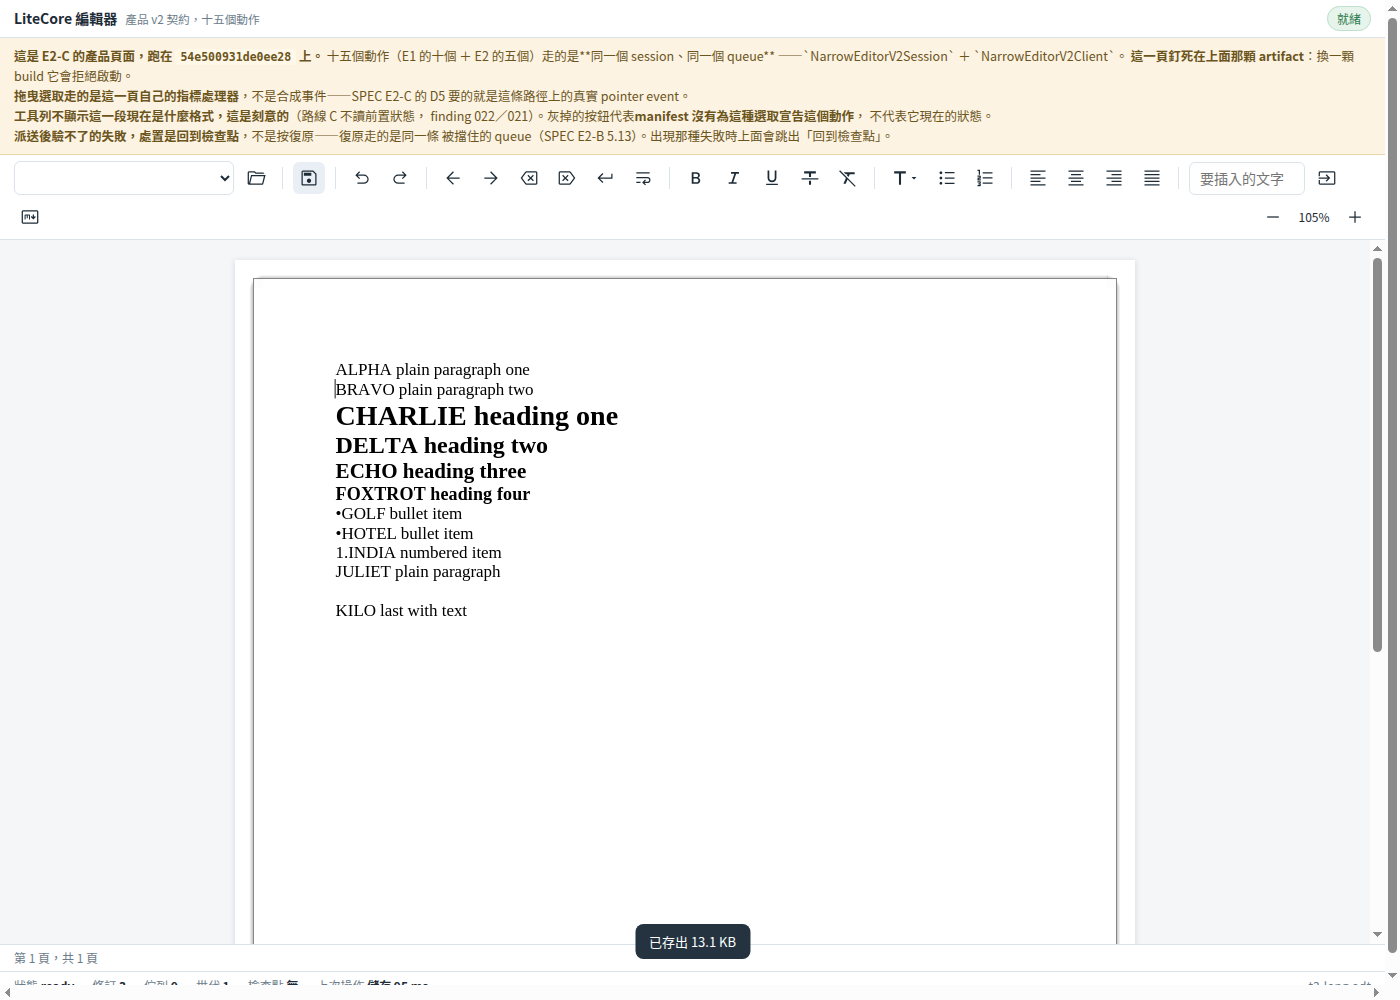 LiteCore 編輯器 產品 v2 契約，十五個動作 就緒
這是 E2-C 的產品頁面，跑在 54e500931de0ee28 上。 十五個動作（E1 的十個 ＋ E2 的五個）走的是**同一個 session、同一個 queue** ——`NarrowEditorV2Session` ＋ `NarrowEditorV2Client`。 這一頁釘死在上面那顆 artifact：換一顆
build 它會拒絕啟動。
拖曳選取走的是這一頁自己的指標處理器，不是合成事件——SPEC E2-C 的 D5 要的就是這條路徑上的真實 pointer event。
工具列不顯示這一段現在是什麼格式，這是刻意的（路線 C 不讀前置狀態， finding 022／021）。灰掉的按鈕代表manifest 沒有為這種選取宣告這個動作， 不代表它現在的狀態。
派送後驗不了的失敗，處置是回到檢查點，不是按復原——復原走的是同一條 被擋住的 queue（SPEC E2-B 5.13）。出現那種失敗時上面會跳出「回到檢查點」。
要插入的文字
105%
ALPHA plain paragraph one
BRAVO plain paragraph two
CHARLIE heading one
DELTA heading two
ECHO heading three
FOXTROT heading four
•GOLF bullet item
•HOTEL bullet item
1.INDIA numbered item
JULIET plain paragraph
KILO last with text
已存出 13.1 KB
第 1 頁，共 1 頁